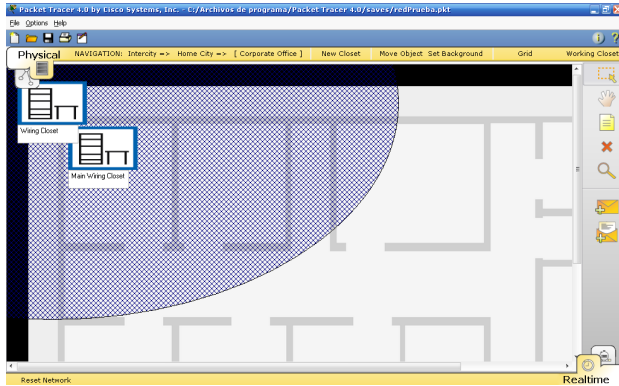 Packet Tracer 4.0 by Cisco Systems, Inc. - C:/Archivos de programa/Packet Tracer 4.0/saves/redPrueba.pkt
File Options Help
Physical NAVIGATION: Intercity => Home City => [ Corporate Office ] New Closet Move Object Set Background Grid Working Closet
Wiring Closet
Main Wiring Closet
Reset Network
Realtime